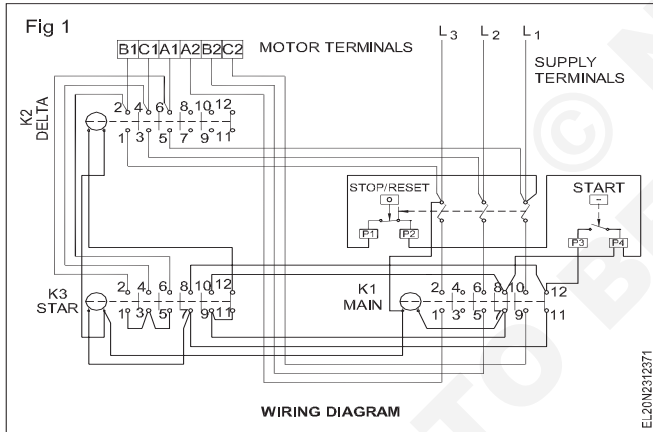 Fig 1
B1 C1 A1 A2 B2 C2
MOTOR TERMINALS
L3 L2 L1
SUPPLY
TERMINALS
K2
DELTA
2 4 6 8 10 12
1 3 5 7 9 11
STOP/RESET
START
P1 P2
P3 P4
K3
STAR
2 4 6 8 10 12
1 3 5 7 9 11
K1
MAIN
2 4 6 8 10 12
1 3 5 7 9 11
WIRING DIAGRAM
EL20N2312371